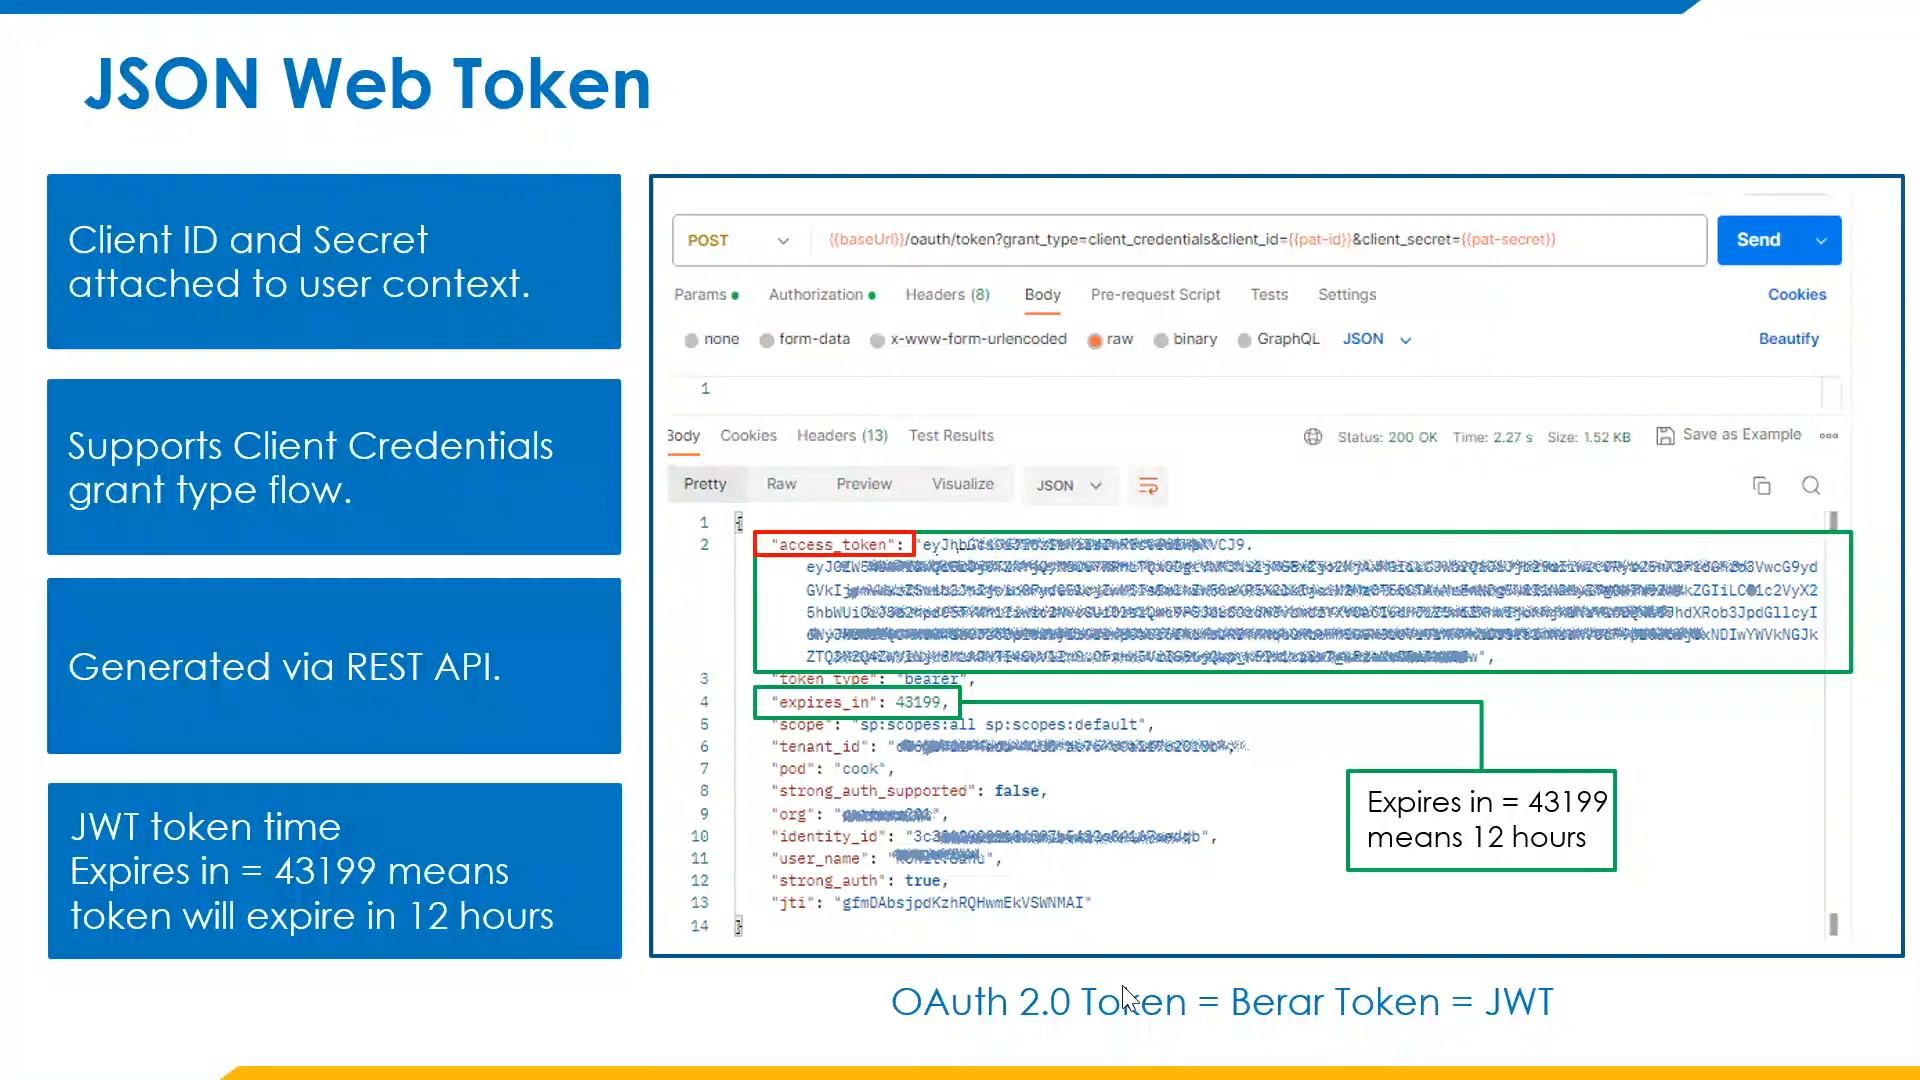 JSON Web Token
Client ID and Secret
attached to user context.
Supports Client Credentials
grant type flow.
Generated via REST API.
JWT token time
Expires in = 43199 means
token will expire in 12 hours
POST
{{baseUrl}}/oauth/token?grant_type=client_credentials&client_id={{pat-id}}&client_secret={{pat-secret}}
Send
Params Authorization Headers (8) Body Pre-request Script Tests Settings
Cookies
none form-data x-www-form-urlencoded raw binary GraphQL JSON
Beautify
1
Body Cookies Headers (13) Test Results
Status: 200 OK Time: 2.27 s Size: 1.52 KB Save as Example
Pretty Raw Preview Visualize JSON
1 {
2 "access_token":
3 "token_type": "bearer",
4 "expires_in": 43199,
5 "scope": "sp:scopes:all sp:scopes:default",
6 "tenant_id":
7 "pod": "cook",
8 "strong_auth_supported": false,
9 "org":
10 "identity_id":
11 "user_name":
12 "strong_auth": true,
13 "jti": "gfmDAbsjpdKzhRQHwmEkVSWNMAI"
14 }
Expires in = 43199
means 12 hours
OAuth 2.0 Token = Berar Token = JWT